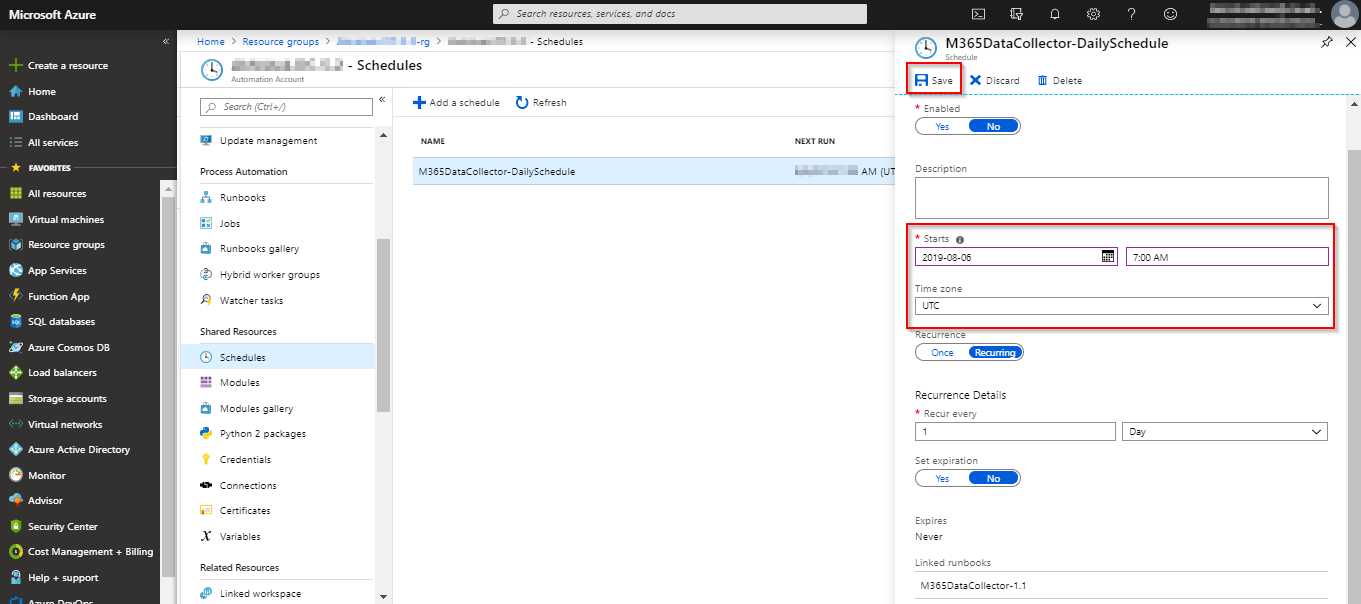 Microsoft Azure
Search resources, services, and docs
Create a resource
Home
Dashboard
All services
FAVORITES
All resources
Virtual machines
Resource groups
App Services
Function App
SQL databases
Azure Cosmos DB
Load balancers
Storage accounts
Virtual networks
Azure Active Directory
Monitor
Advisor
Security Center
Cost Management + Billing
Help + support
Azure DevOps
Home > Resource groups > -rg > - Schedules
- Schedules
Automation Account
Search (Ctrl+/)
Update management
Process Automation
Runbooks
Jobs
Runbooks gallery
Hybrid worker groups
Watcher tasks
Shared Resources
Schedules
Modules
Modules gallery
Python 2 packages
Credentials
Connections
Certificates
Variables
Related Resources
Linked workspace
Add a schedule Refresh
NAME NEXT RUN
M365DataCollector-DailySchedule AM (UT
M365DataCollector-DailySchedule
Schedule
Save Discard Delete
* Enabled
Yes No
Description
* Starts
2019-08-06 7:00 AM
Time zone
UTC
Recurrence
Once Recurring
Recurrence Details
* Recur every
1 Day
Set expiration
Yes No
Expires
Never
Linked runbooks
M365DataCollector-1.1